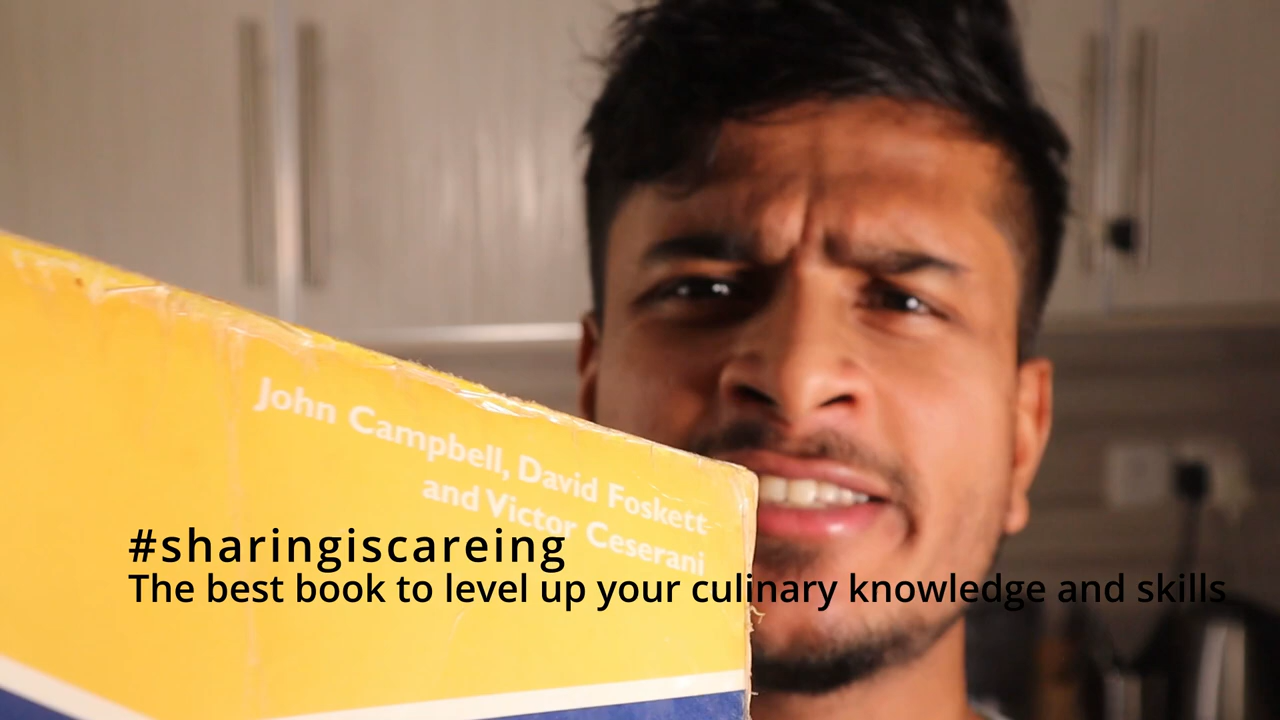 John Campbell, David Foskett
and Victor Ceserani
#sharingiscareing
The best book to level up your culinary knowledge and skills